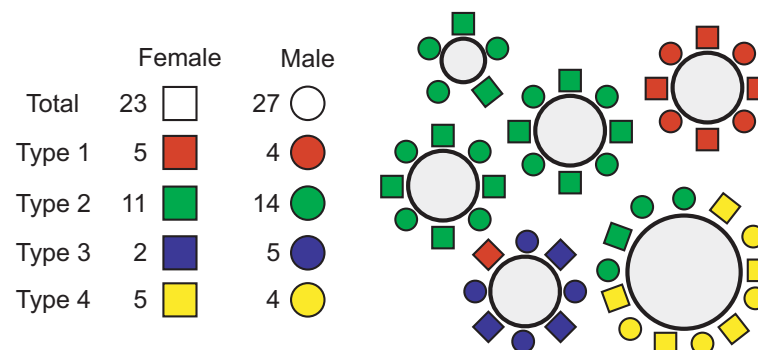 Female Male
Total 23 27
Type 1 5 4
Type 2 11 14
Type 3 2 5
Type 4 5 4